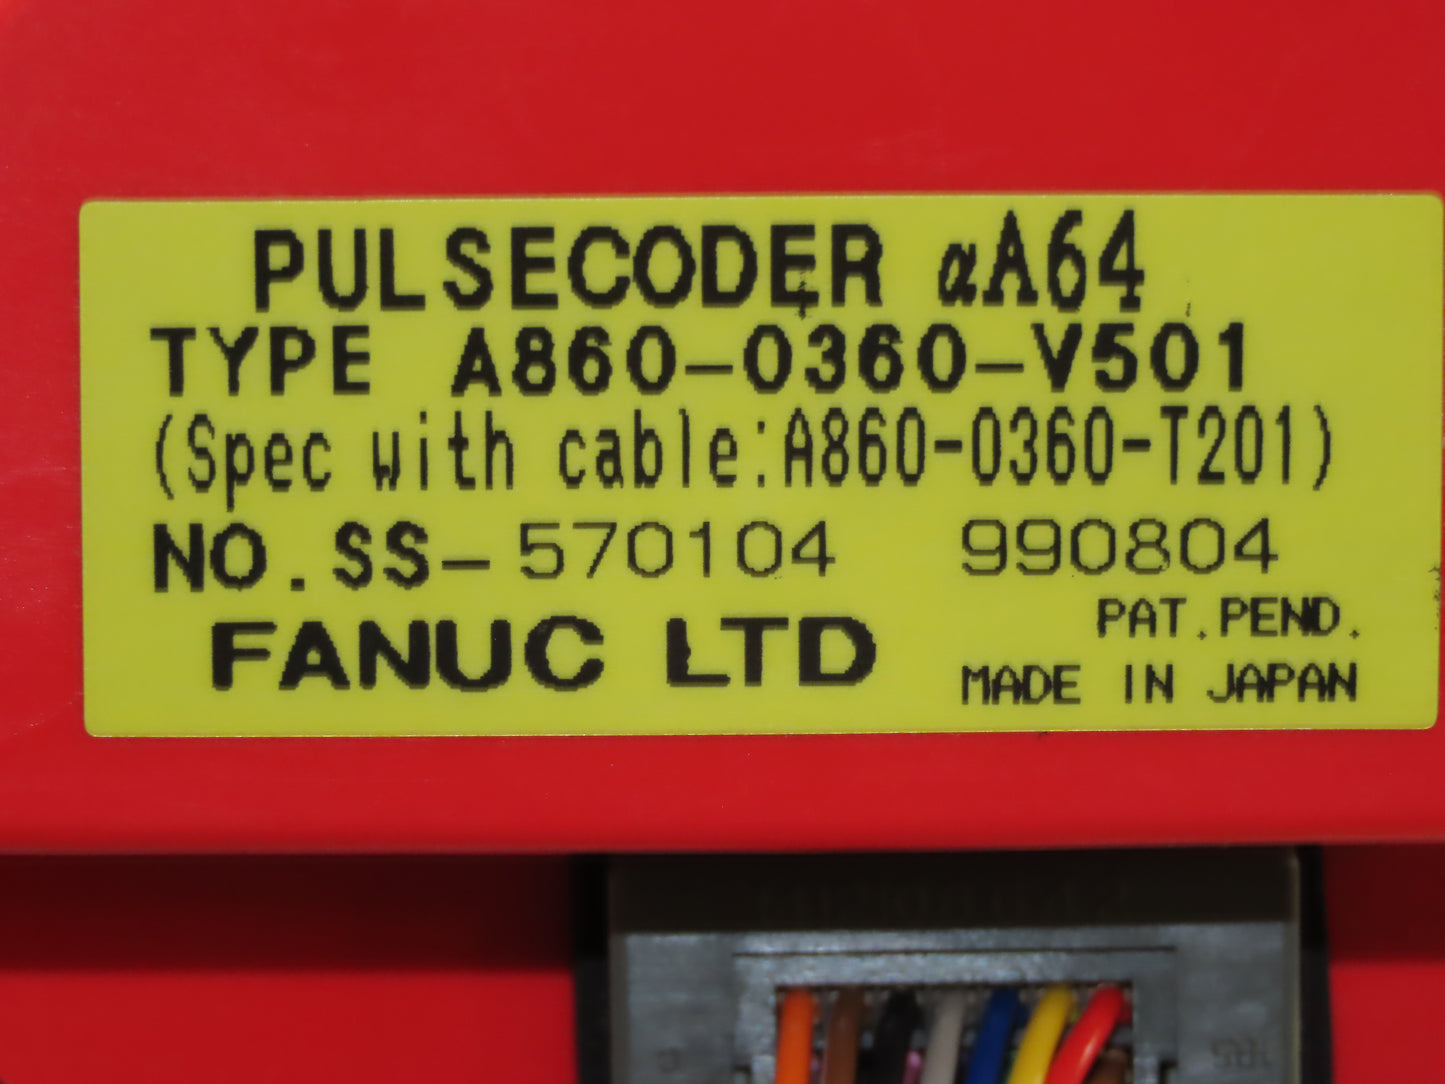 PULSECODER αA64
TYPE A860-0360-V501
(Spec with cable:A860-0360-T201)
NO.SS-570104 990804
FANUC LTD
PAT.PEND.
MADE IN JAPAN